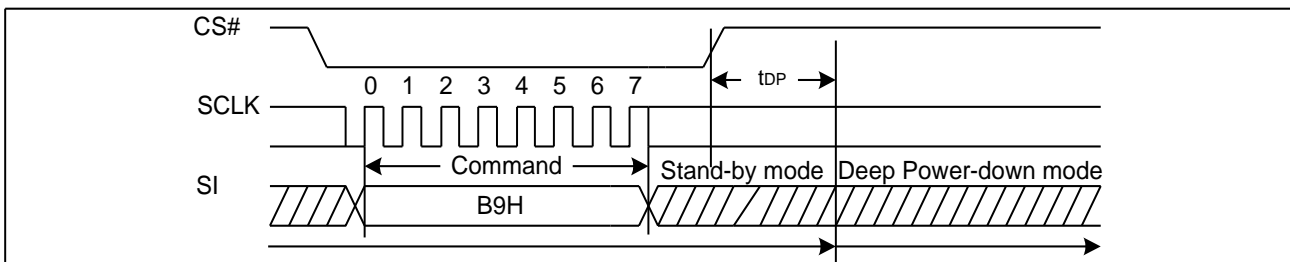 CS#
tDP
0 1 2 3 4 5 6 7
SCLK
Command
Stand-by mode Deep Power-down mode
SI
B9H